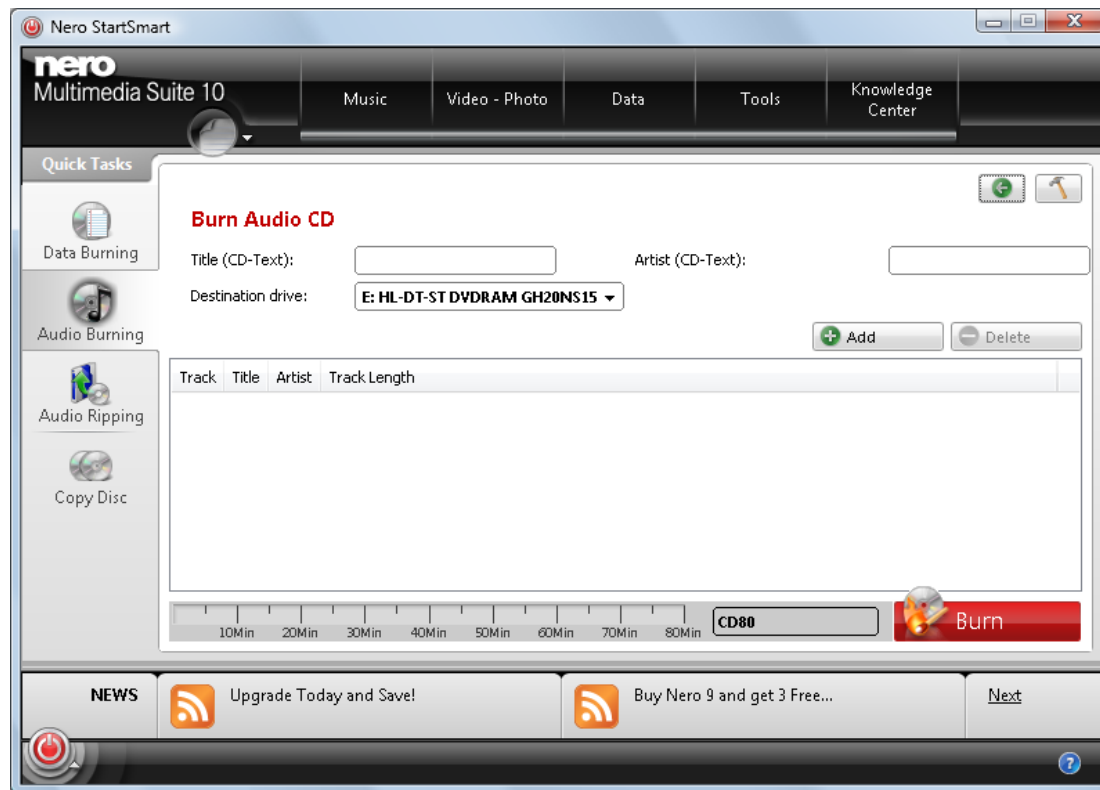 Nero StartSmart
nero
Multimedia Suite 10
Music
Video - Photo
Data
Tools
Knowledge
Center
Quick Tasks
Data Burning
Audio Burning
Audio Ripping
Copy Disc
Burn Audio CD
Title (CD-Text):
Artist (CD-Text):
Destination drive:
E: HL-DT-ST DVDRAM GH20NS15
Add
Delete
Track Title Artist Track Length
10Min 20Min 30Min 40Min 50Min 60Min 70Min 80Min
CD80
Burn
NEWS
Upgrade Today and Save!
Buy Nero 9 and get 3 Free...
Next
?